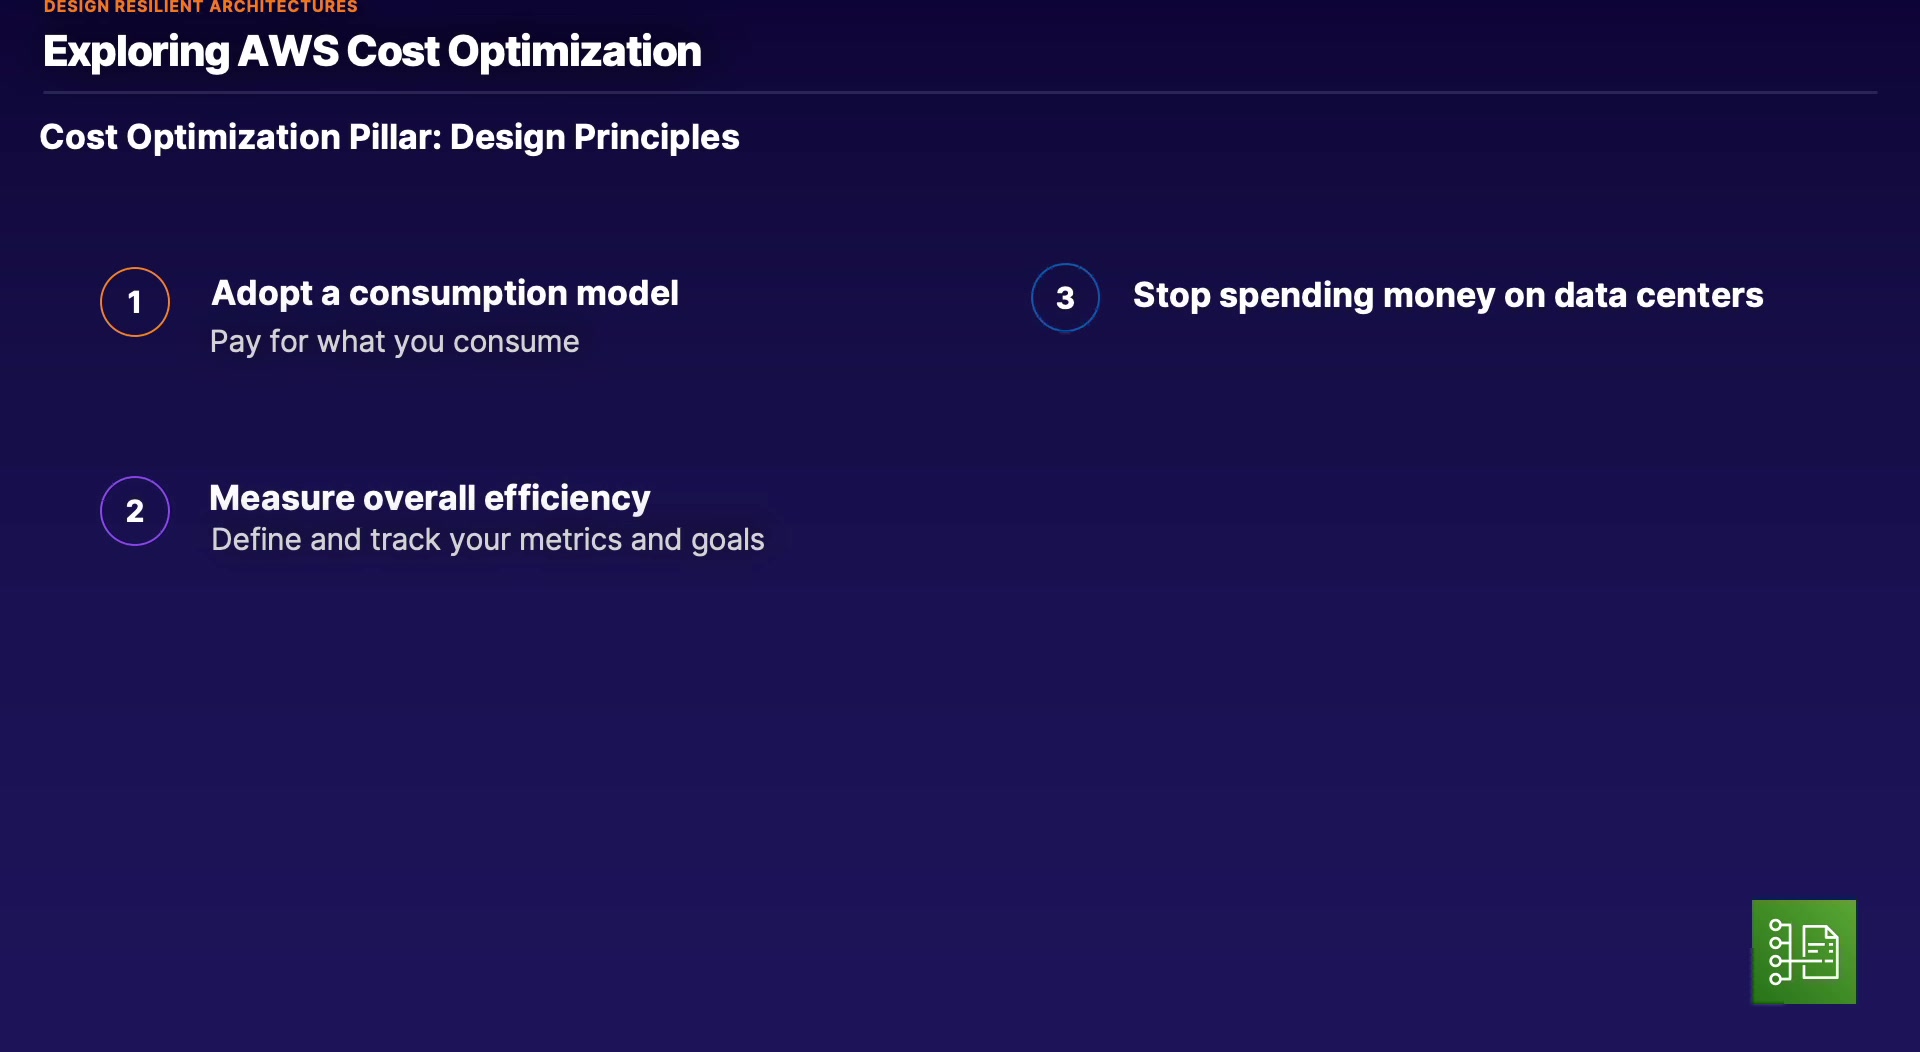 DESIGN RESILIENT ARCHITECTURES
Exploring AWS Cost Optimization
Cost Optimization Pillar: Design Principles
1
Adopt a consumption model
Pay for what you consume
2
Measure overall efficiency
Define and track your metrics and goals
3
Stop spending money on data centers